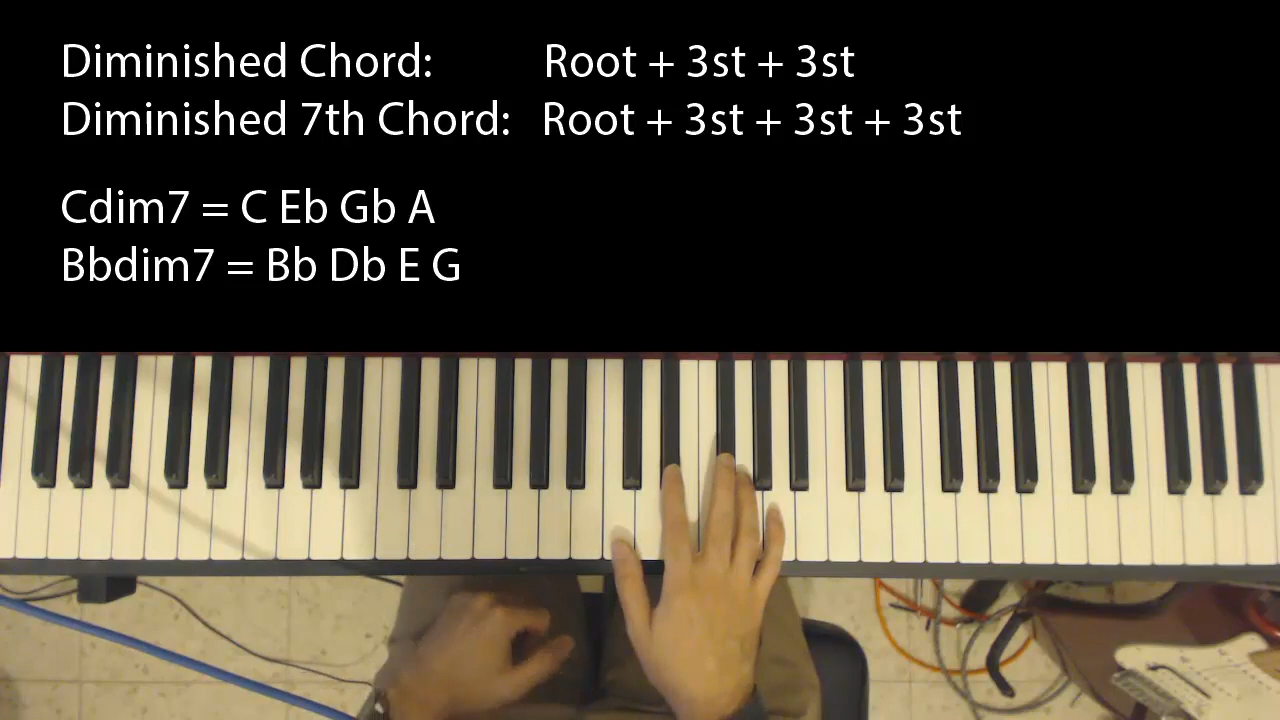 Diminished Chord: Root + 3st + 3st
Diminished 7th Chord: Root + 3st + 3st + 3st
Cdim7 = C Eb Gb A
Bbdim7 = Bb Db E G